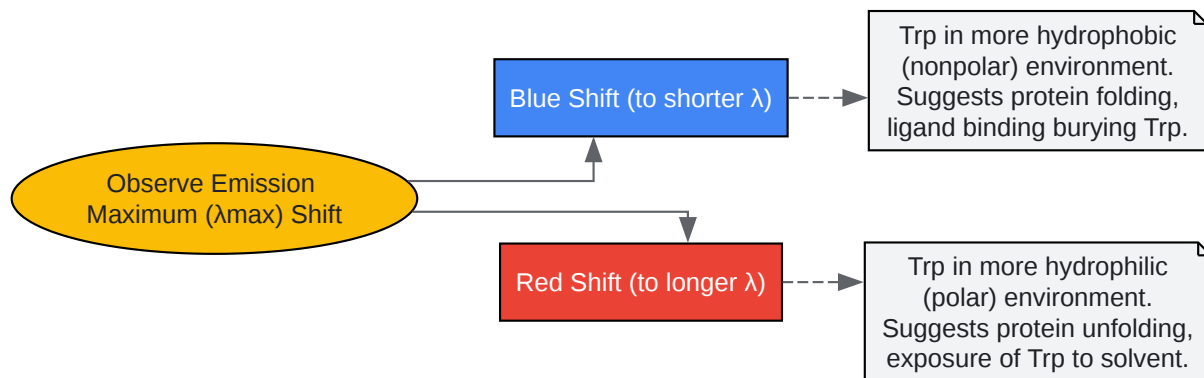 Observe Emission
Maximum (λmax) Shift
Blue Shift (to shorter λ)
Trp in more hydrophobic
(nonpolar) environment.
Suggests protein folding,
ligand binding burying Trp.
Red Shift (to longer λ)
Trp in more hydrophilic
(polar) environment.
Suggests protein unfolding,
exposure of Trp to solvent.